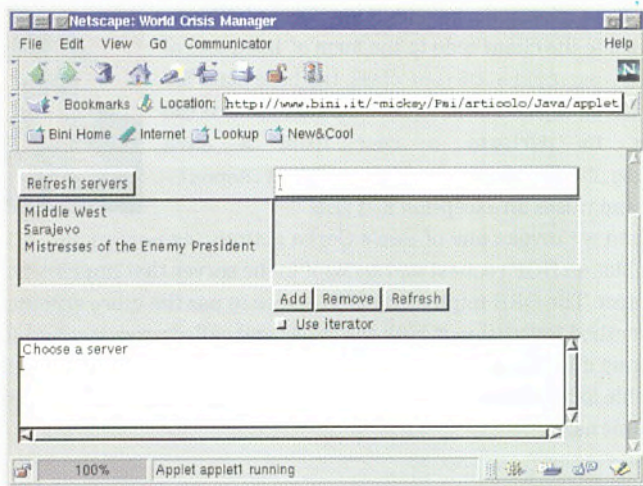 Netscape: World Crisis Manager
File Edit View Go Communicator Help
N
Bookmarks Location: http://www.bini.it/~mickey/Pmi/articolo/Java/applet
Bini Home Internet Lookup New&Cool
Refresh servers
Middle West
Sarajevo
Mistresses of the Enemy President
Add Remove Refresh
Use iterator
Choose a server
100% Applet applet1 running